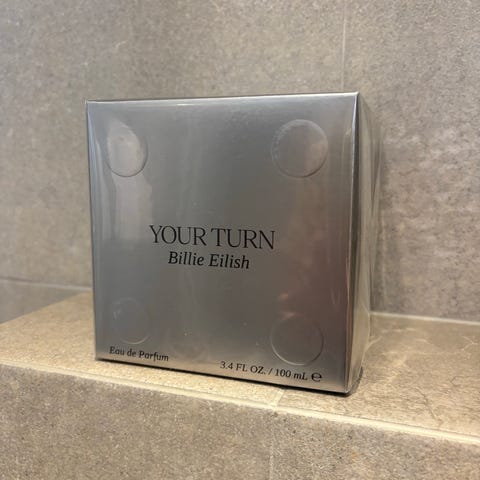 YOUR TURN
Billie Eilish
Eau de Parfum
3.4 FL OZ. / 100 mL ℮